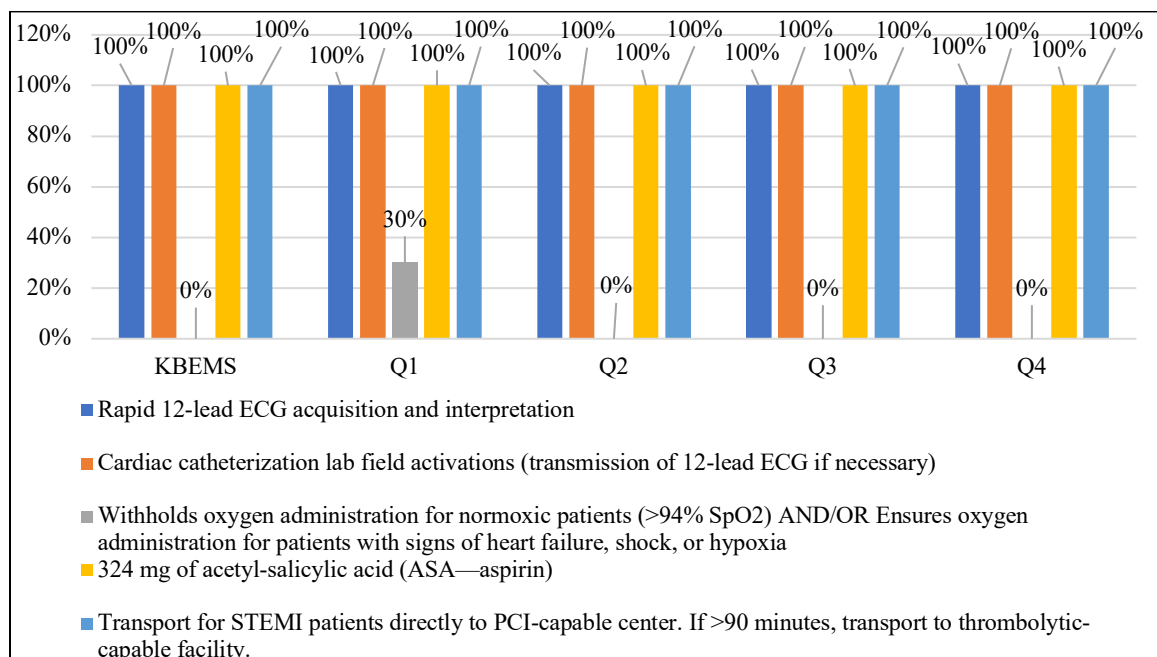 120%
100% 100% 100% 100% 100% 100% 100% 100% 100% 100% 100% 100% 100% 100% 100% 100% 100% 100% 100% 100%
100%
80%
60%
40%
20%
0%
0% 30% 0% 0% 0%
KBEMS Q1 Q2 Q3 Q4
Rapid 12-lead ECG acquisition and interpretation
Cardiac catheterization lab field activations (transmission of 12-lead ECG if necessary)
Withholds oxygen administration for normoxic patients (>94% SpO2) AND/OR Ensures oxygen
administration for patients with signs of heart failure, shock, or hypoxia
324 mg of acetyl-salicylic acid (ASA—aspirin)
Transport for STEMI patients directly to PCI-capable center. If >90 minutes, transport to thrombolytic-
capable facility.